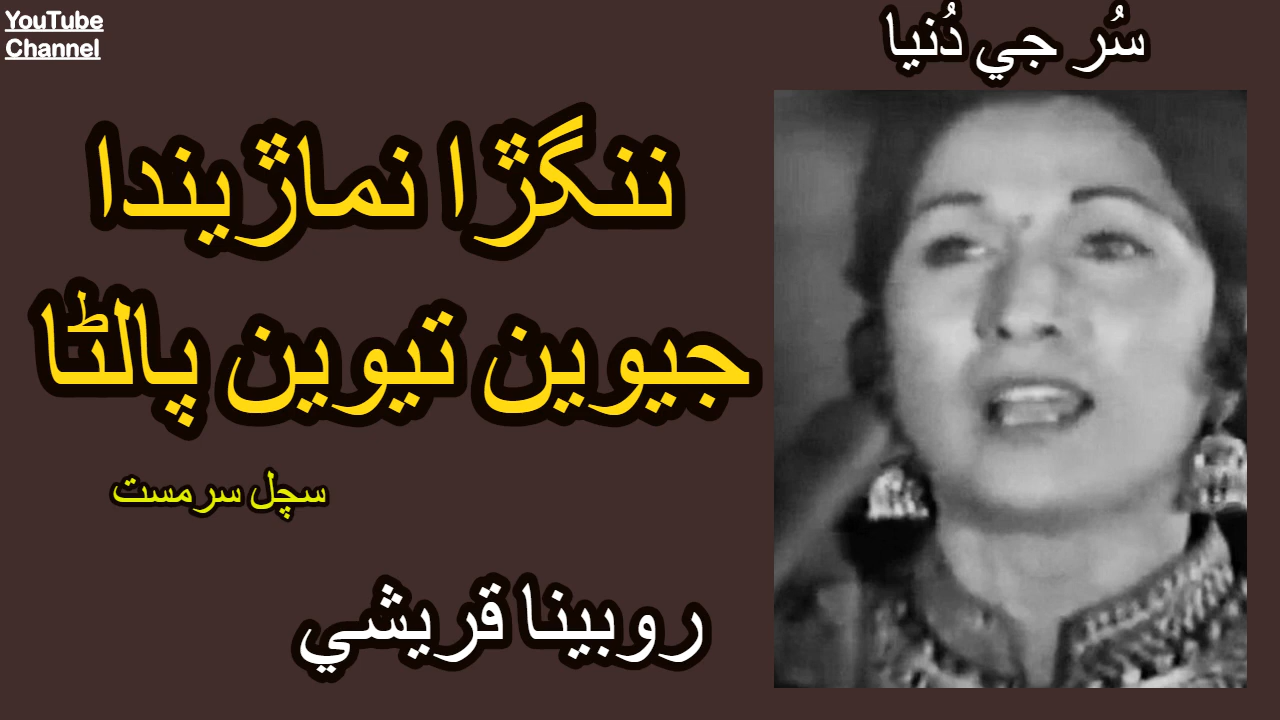 YouTube
Channel
سُر جي دُنيا
ننگڙا نماڙيندا
جيوين تيوين پالڻا
سچل سرمست
روبينا قريشي